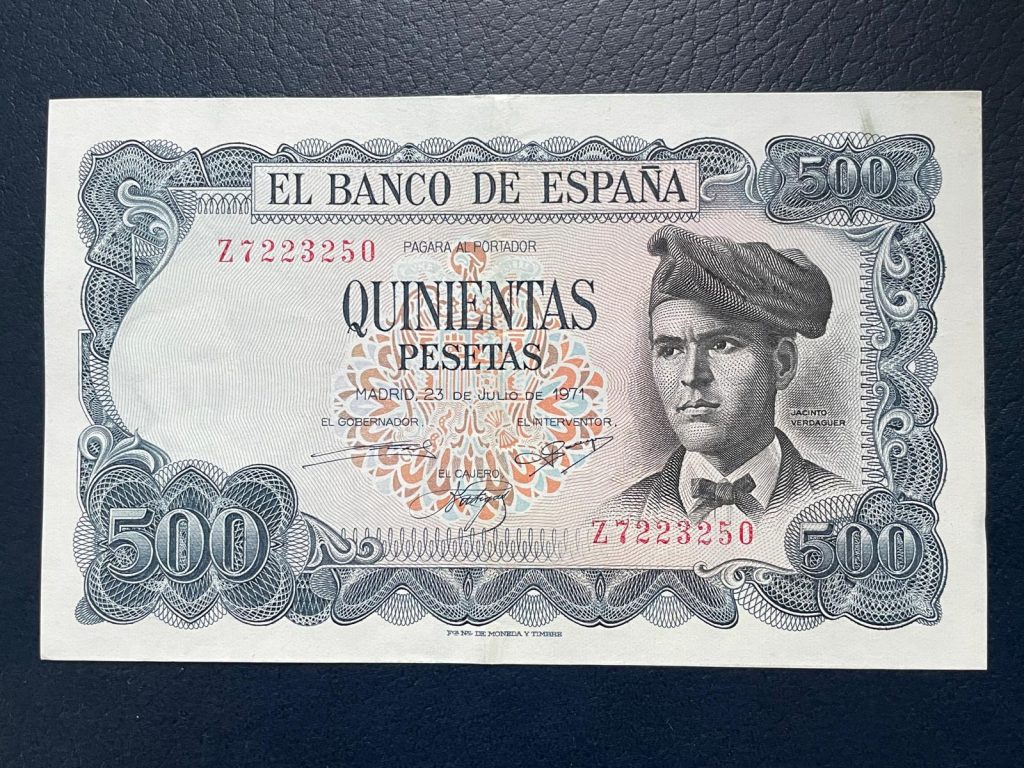 500
EL BANCO DE ESPAÑA
Z7223250
PAGARA AL PORTADOR
QUINIENTAS
PESETAS
MADRID, 23 DE JULIO DE 1971
EL GOBERNADOR,
EL INTERVENTOR,
JACINTO
VERDAGUER
EL CAJERO
Z7223250
500
500
Fca. Nal. DE MONEDA Y TIMBRE